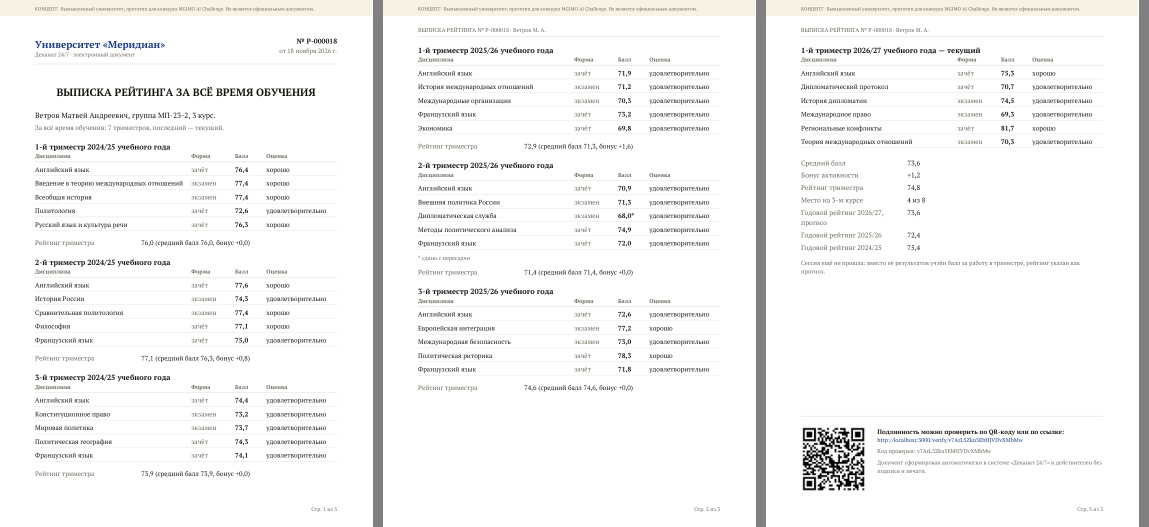 КОНЦЕПТ · Вымышленный университет, прототип для конкурса MGIMO AI Challenge. Не является официальным документом.
Университет «Меридиан»
Деканат 24/7 · электронный документ
№ Р-000018
от 18 ноября 2026 г.
ВЫПИСКА РЕЙТИНГА ЗА ВСЁ ВРЕМЯ ОБУЧЕНИЯ
Ветров Матвей Андреевич, группа МП-23-2, 3 курс.
За всё время обучения: 7 триместров, последний — текущий.
1-й триместр 2024/25 учебного года
Дисциплина Форма Балл Оценка
Английский язык зачёт 76,4 хорошо
Введение в теорию международных отношений экзамен 77,4 хорошо
Всеобщая история экзамен 77,4 хорошо
Политология зачёт 72,6 удовлетворительно
Русский язык и культура речи зачёт 76,3 хорошо
Рейтинг триместра 76,0 (средний балл 76,0, бонус +0,0)
2-й триместр 2024/25 учебного года
Дисциплина Форма Балл Оценка
Английский язык зачёт 77,6 хорошо
История России экзамен 74,3 удовлетворительно
Сравнительная политология экзамен 77,4 хорошо
Философия зачёт 77,1 хорошо
Французский язык зачёт 75,0 удовлетворительно
Рейтинг триместра 77,1 (средний балл 76,3, бонус +0,8)
3-й триместр 2024/25 учебного года
Дисциплина Форма Балл Оценка
Английский язык зачёт 74,4 удовлетворительно
Конституционное право экзамен 73,2 удовлетворительно
Мировая политика экзамен 73,7 удовлетворительно
Политическая география зачёт 74,3 удовлетворительно
Французский язык зачёт 74,1 удовлетворительно
Рейтинг триместра 73,9 (средний балл 73,9, бонус +0,0)
Стр. 1 из 3
КОНЦЕПТ · Вымышленный университет, прототип для конкурса MGIMO AI Challenge. Не является официальным документом.
ВЫПИСКА РЕЙТИНГА № Р-000018 · Ветров М. А.
1-й триместр 2025/26 учебного года
Дисциплина Форма Балл Оценка
Английский язык зачёт 71,9 удовлетворительно
История международных отношений экзамен 71,2 удовлетворительно
Международные организации экзамен 70,3 удовлетворительно
Французский язык зачёт 73,2 удовлетворительно
Экономика экзамен 69,8 удовлетворительно
Рейтинг триместра 72,9 (средний балл 71,3, бонус +1,6)
2-й триместр 2025/26 учебного года
Дисциплина Форма Балл Оценка
Английский язык зачёт 70,9 удовлетворительно
Внешняя политика России экзамен 71,3 удовлетворительно
Дипломатическая служба экзамен 68,0* удовлетворительно
Методы политического анализа зачёт 74,9 удовлетворительно
Французский язык зачёт 72,0 удовлетворительно
* сдано с пересдачи
Рейтинг триместра 71,4 (средний балл 71,4, бонус +0,0)
3-й триместр 2025/26 учебного года
Дисциплина Форма Балл Оценка
Английский язык зачёт 72,6 удовлетворительно
Европейская интеграция экзамен 77,2 хорошо
Международная безопасность экзамен 73,0 удовлетворительно
Политическая риторика зачёт 78,3 хорошо
Французский язык зачёт 71,8 удовлетворительно
Рейтинг триместра 74,6 (средний балл 74,6, бонус +0,0)
Стр. 2 из 3
КОНЦЕПТ · Вымышленный университет, прототип для конкурса MGIMO AI Challenge. Не является официальным документом.
ВЫПИСКА РЕЙТИНГА № Р-000018 · Ветров М. А.
1-й триместр 2026/27 учебного года — текущий
Дисциплина Форма Балл Оценка
Английский язык зачёт 75,3 хорошо
Дипломатический протокол зачёт 70,7 удовлетворительно
История дипломатии экзамен 74,5 удовлетворительно
Международное право экзамен 69,3 удовлетворительно
Региональные конфликты зачёт 81,7 хорошо
Теория международных отношений экзамен 70,3 удовлетворительно
Средний балл 73,6
Бонус активности +1,2
Рейтинг триместра 74,8
Место на 3-м курсе 4 из 8
Годовой рейтинг 2026/27, 73,6
прогноз
Годовой рейтинг 2025/26 72,4
Годовой рейтинг 2024/25 75,4
Сессия ещё не прошла: вместо её результатов учтён балл за работу в триместре, рейтинг указан как
прогноз.
Подлинность можно проверить по QR-коду или по ссылке:
Код проверки:
Документ сформирован автоматически в системе «Деканат 24/7» и действителен без
подписи и печати.
Стр. 3 из 3